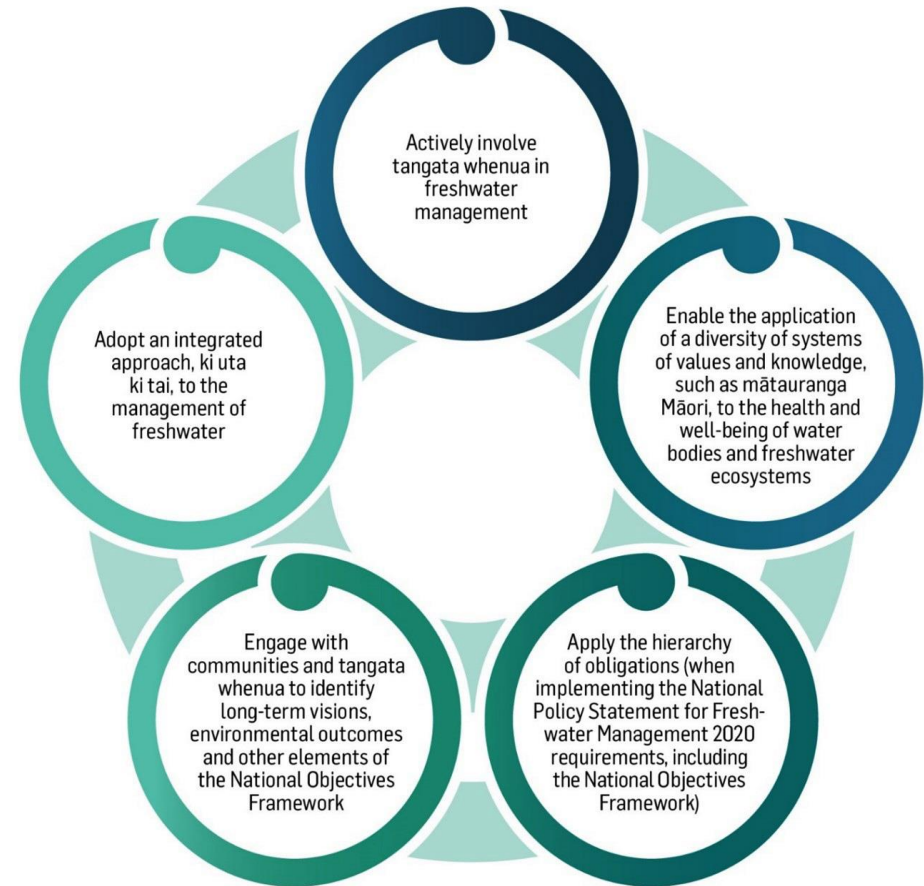 Actively involve
tangata whenua in
freshwater
management
Enable the application
of a diversity of systems
of values and knowledge,
such as mātauranga
Māori, to the health and
well-being of water
bodies and freshwater
ecosystems
Apply the hierarchy
of obligations (when
implementing the National
Policy Statement for Fresh-
water Management 2020
requirements, including
the National Objectives
Framework)
Engage with
communities and tangata
whenua to identify
long-term visions,
environmental outcomes
and other elements of
the National Objectives
Framework
Adopt an integrated
approach, ki uta
ki tai, to the
management of
freshwater